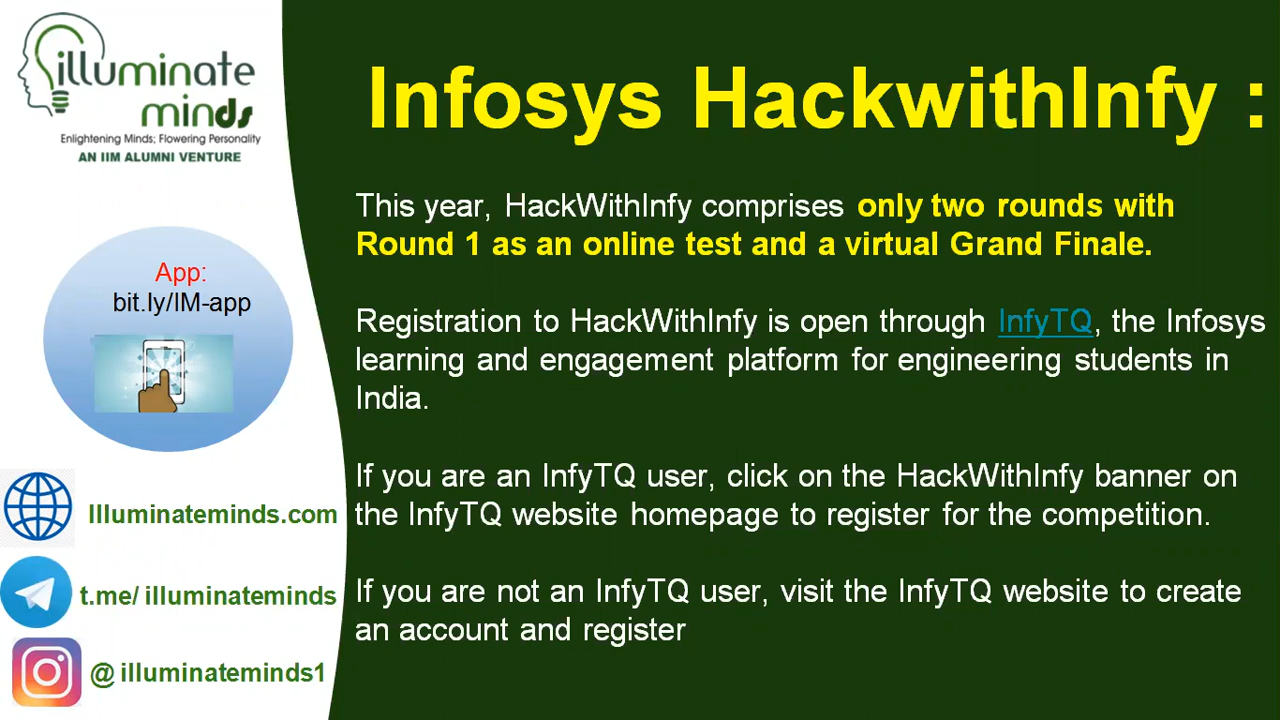 illuminate
minds
Enlightening Minds; Flowering Personality
AN IIM ALUMNI VENTURE
App:
bit.ly/IM-app
Illuminateminds.com
t.me/ illuminateminds
@ illuminateminds1
Infosys HackwithInfy :
This year, HackWithInfy comprises only two rounds with
Round 1 as an online test and a virtual Grand Finale.
Registration to HackWithInfy is open through InfyTQ, the Infosys
learning and engagement platform for engineering students in
India.
If you are an InfyTQ user, click on the HackWithInfy banner on
the InfyTQ website homepage to register for the competition.
If you are not an InfyTQ user, visit the InfyTQ website to create
an account and register